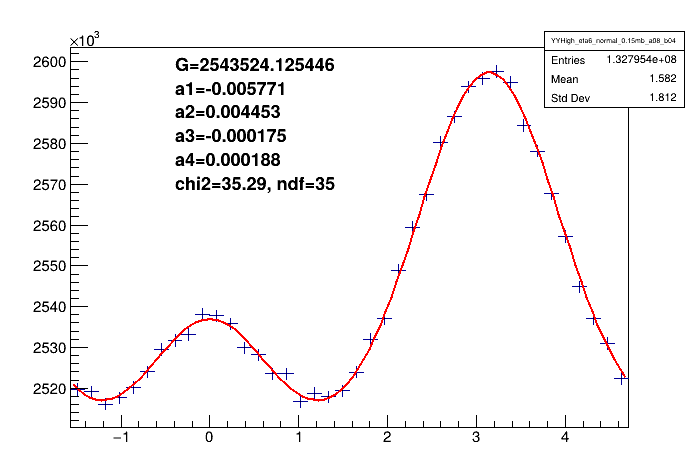 ×10³
2600
2590
2580
2570
2560
2550
2540
2530
2520
G=2543524.125446
a1=-0.005771
a2=0.004453
a3=-0.000175
a4=0.000188
chi2=35.29, ndf=35
YYHigh_eta6_normal_0.15mb_a08_b04
Entries 1.327954e+08
Mean 1.582
Std Dev 1.812
−1 0 1 2 3 4